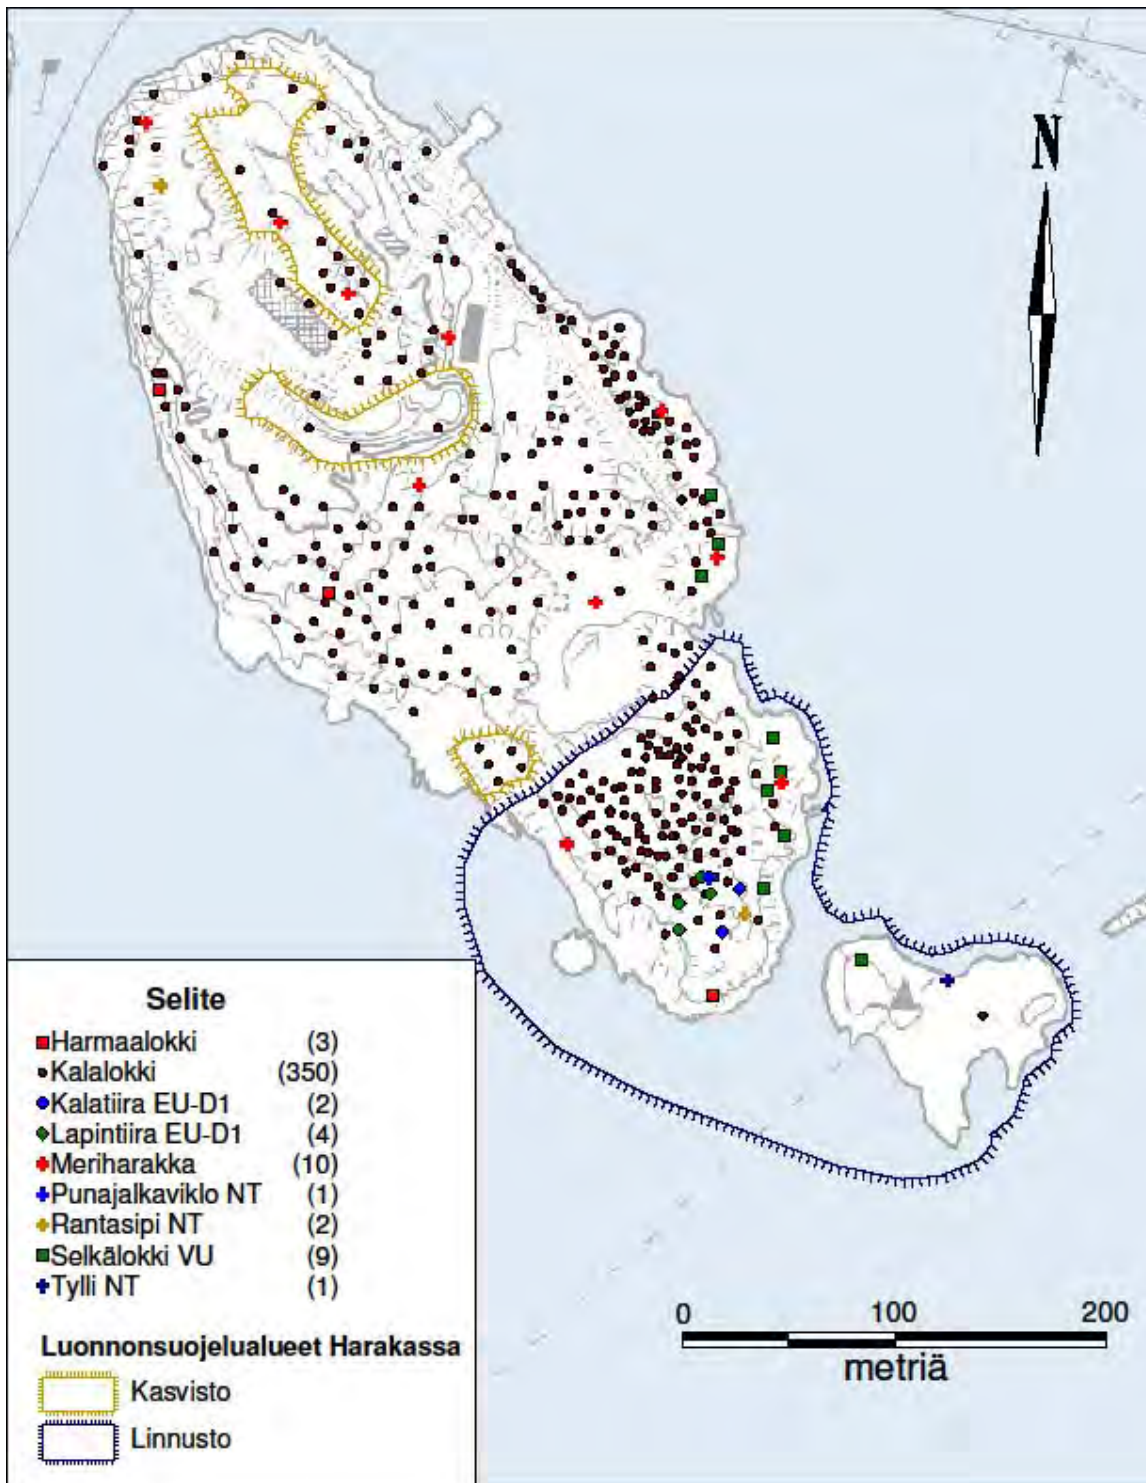 N
Selite
Harmaalokki (3)
Kalalokki (350)
Kalatiira EU-D1 (2)
Lapintiira EU-D1 (4)
Meriharakka (10)
Punajalkaviklo NT (1)
Rantasipi NT (2)
Selkälokki VU (9)
Tylli NT (1)
Luonnonsuojelualueet Harakassa
Kasvisto
Linnusto
0 100 200
metriä